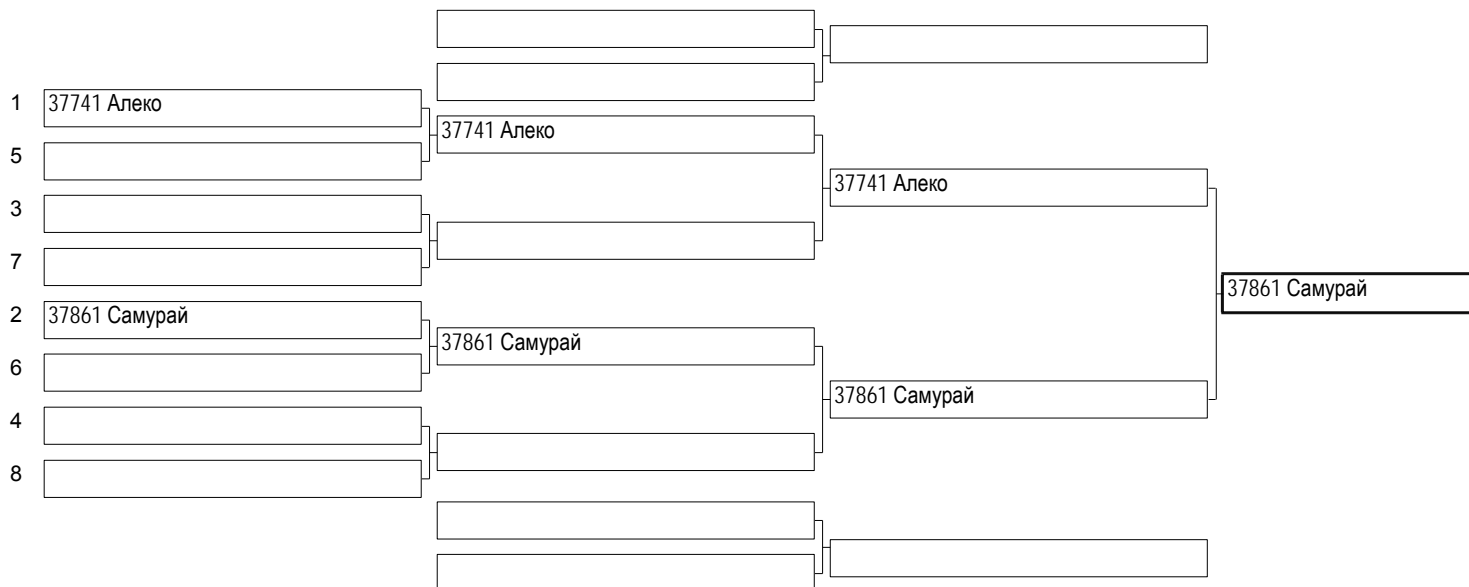 1 37741 Алеко
5
3
7
2 37861 Самурай
6
4
8
37741 Алеко
37861 Самурай
37741 Алеко
37861 Самурай
37861 Самурай